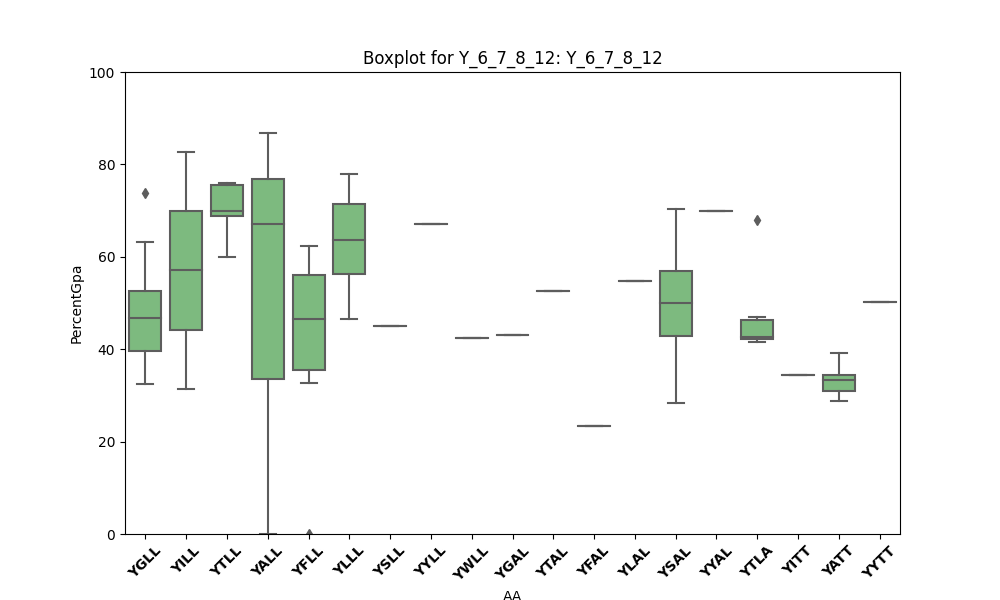 Boxplot for Y_6_7_8_12: Y_6_7_8_12
100
80
60
40
20
0
PercentGpa
YGLL YILL YTLL YALL YFLL YLLL YSLL YYLL YWLL YGAL YTAL YFAL YLAL YSAL YYAL YTLA YITT YATT YYTT
AA